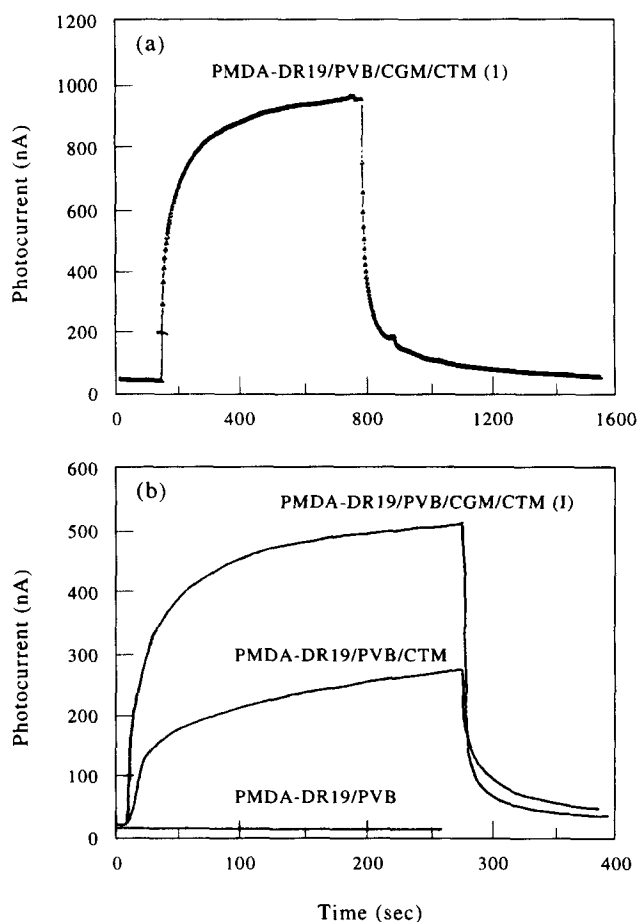 1200
(a)
PMDA-DR19/PVB/CGM/CTM (1)
1000
800
600
400
200
0
Photocurrent (nA)
0 400 800 1200 1600
600
(b)
PMDA-DR19/PVB/CGM/CTM (I)
500
400
300
PMDA-DR19/PVB/CTM
200
100
PMDA-DR19/PVB
0
Photocurrent (nA)
0 100 200 300 400
Time (sec)